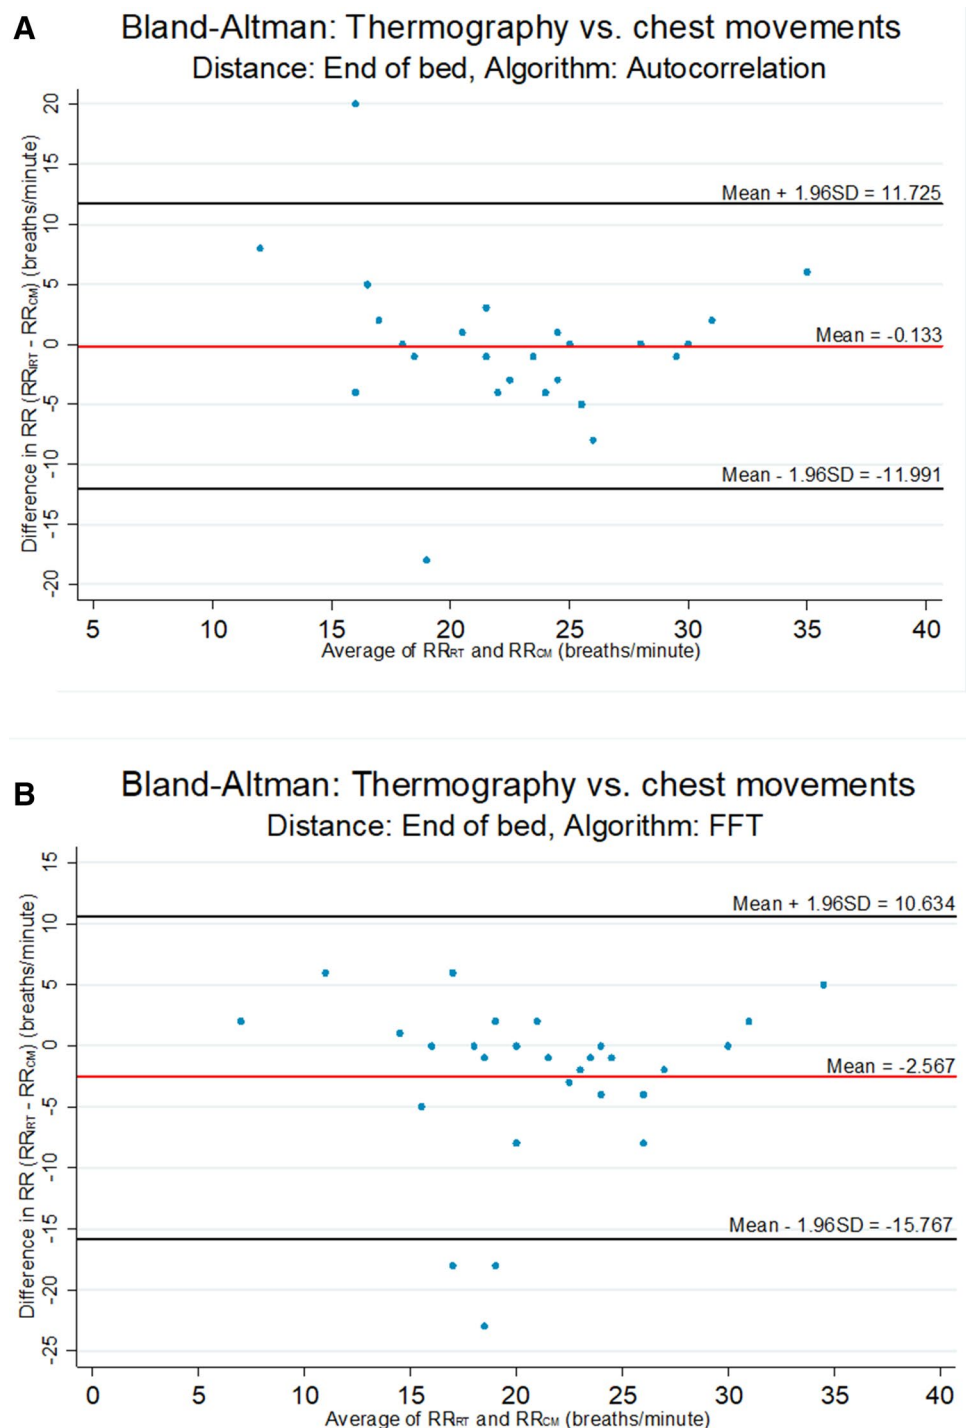 A
Bland-Altman: Thermography vs. chest movements
Distance: End of bed, Algorithm: Autocorrelation
Difference in RR (RRIRT - RRCM) (breaths/minute)
20
15
10
5
0
-5
-10
-15
-20
Mean + 1.96SD = 11.725
Mean = -0.133
Mean - 1.96SD = -11.991
5 10 15 20 25 30 35 40
Average of RRRT and RRCM (breaths/minute)
B
Bland-Altman: Thermography vs. chest movements
Distance: End of bed, Algorithm: FFT
Difference in RR (RRIRT - RRCM) (breaths/minute)
15
10
5
0
-5
-10
-15
-20
-25
Mean + 1.96SD = 10.634
Mean = -2.567
Mean - 1.96SD = -15.767
0 5 10 15 20 25 30 35 40
Average of RRIRT and RRCM (breaths/minute)